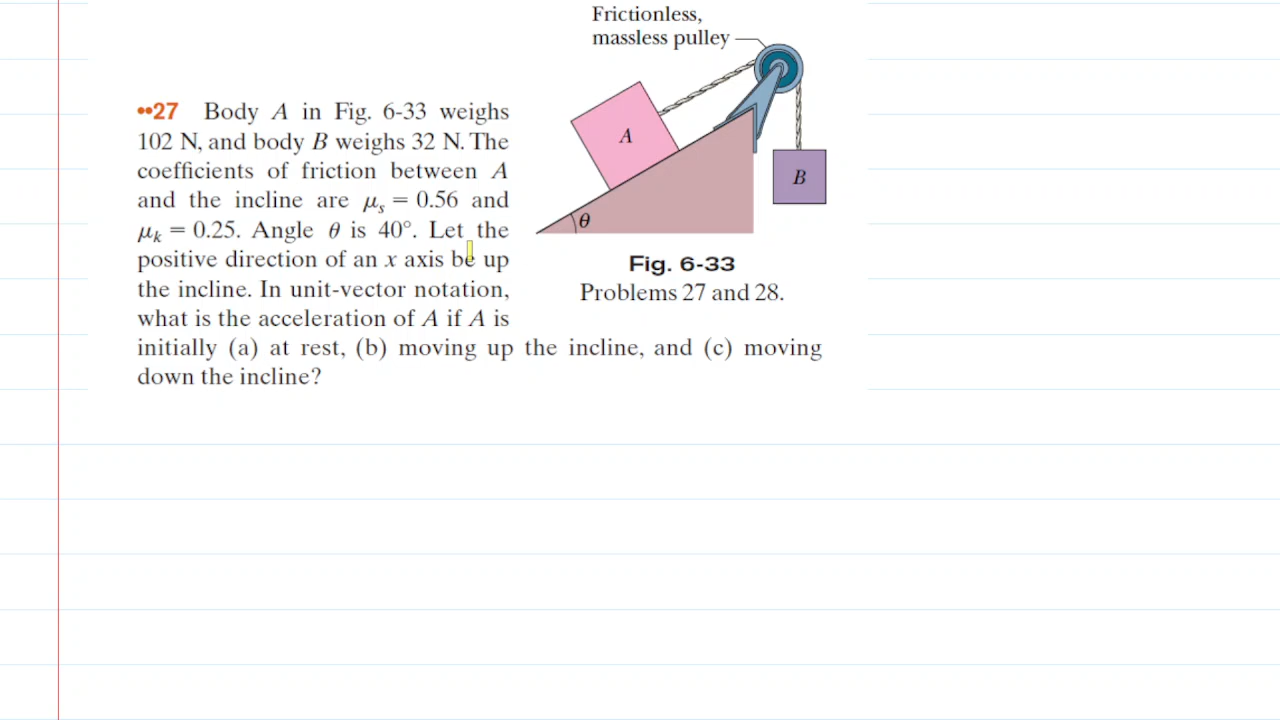 Frictionless,
massless pulley
••27 Body A in Fig. 6-33 weighs
102 N, and body B weighs 32 N. The
coefficients of friction between A
and the incline are μs = 0.56 and
μk = 0.25. Angle θ is 40°. Let the
positive direction of an x axis be up
the incline. In unit-vector notation,
what is the acceleration of A if A is
initially (a) at rest, (b) moving up the incline, and (c) moving
down the incline?
A
B
θ
Fig. 6-33
Problems 27 and 28.